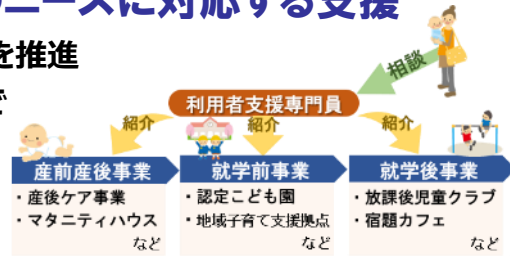 ニーズに対応する支援
を推進
相談
利用者支援専門員
紹介
紹介
紹介
産前産後事業
・産後ケア事業
・マタニティハウス
など
就学前事業
・認定こども園
・地域子育て支援拠点
など
就学後事業
・放課後児童クラブ
・宿題カフェ
など